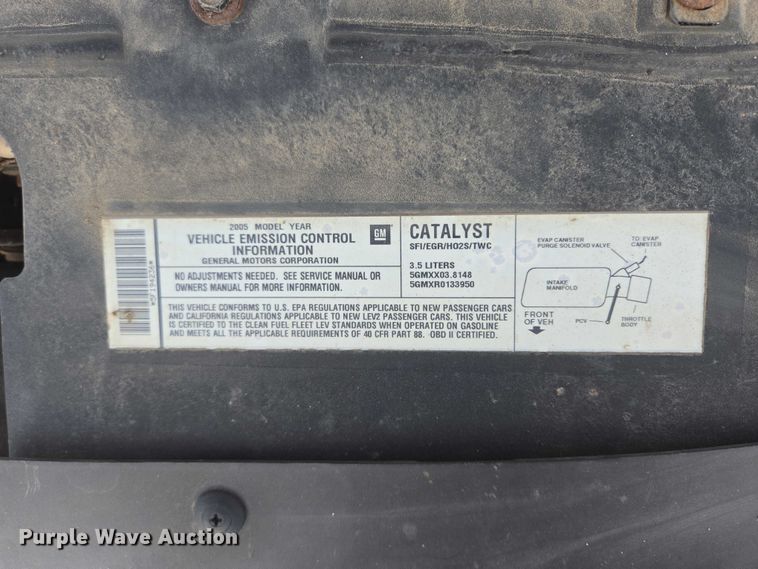 2005 MODEL YEAR
VEHICLE EMISSION CONTROL
INFORMATION
GENERAL MOTORS CORPORATION
GM
NO ADJUSTMENTS NEEDED. SEE SERVICE MANUAL OR
OWNERS MANUAL FOR MORE INFORMATION.
CATALYST
SFI/EGR/HO2S/TWC
3.5 LITERS
5GMXX03.8148
5GMXR0133950
THIS VEHICLE CONFORMS TO U.S. EPA REGULATIONS APPLICABLE TO NEW PASSENGER CARS
AND CALIFORNIA REGULATIONS APPLICABLE TO NEW LEV2 PASSENGER CARS. THIS VEHICLE
IS CERTIFIED TO THE CLEAN FUEL FLEET LEV STANDARDS WHEN OPERATED ON GASOLINE
AND MEETS ALL THE APPLICABLE REQUIREMENTS OF 40 CFR PART 88. OBD II CERTIFIED.
EVAP CANISTER
PURGE SOLENOID VALVE
TO EVAP
CANISTER
INTAKE
MANIFOLD
FRONT
OF VEH
PCV
THROTTLE
BODY
Purple Wave Auction